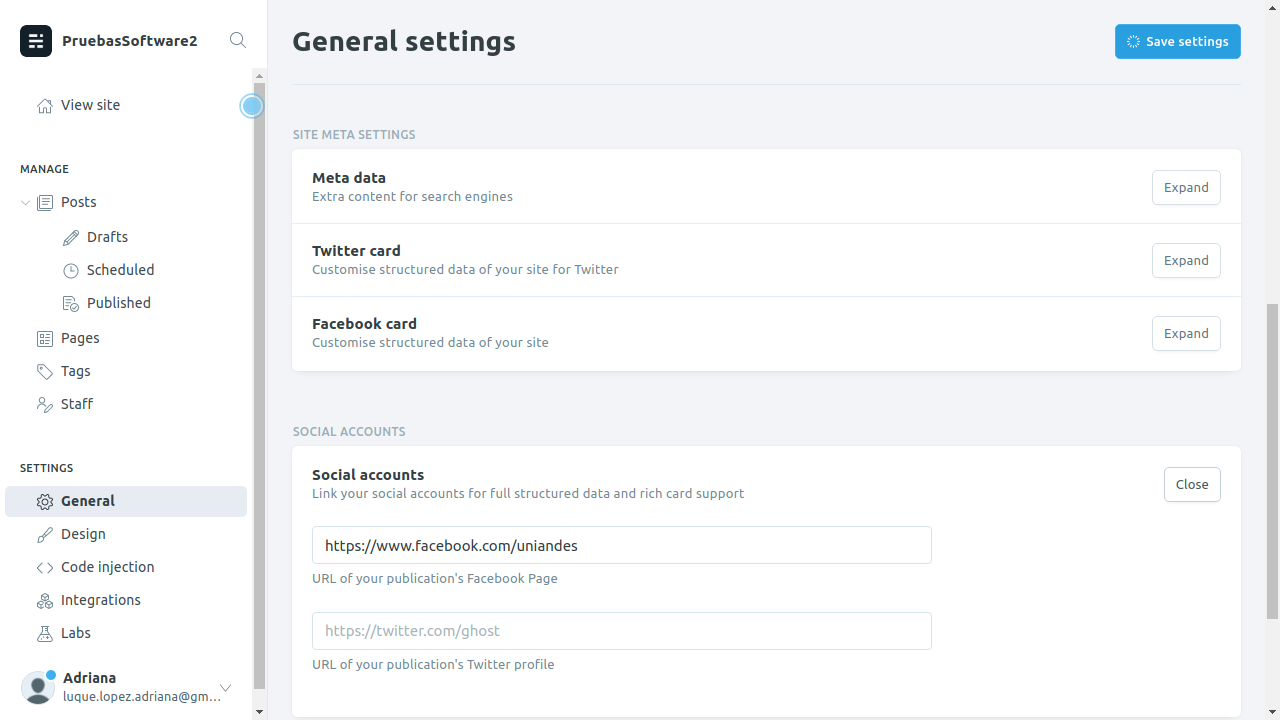 PruebasSoftware2
View site
MANAGE
Posts
Drafts
Scheduled
Published
Pages
Tags
Staff
SETTINGS
General
Design
Code injection
Integrations
Labs
Adriana
luque.lopez.adriana@gm...
General settings
Save settings
SITE META SETTINGS
Meta data
Extra content for search engines
Expand
Twitter card
Customise structured data of your site for Twitter
Expand
Facebook card
Customise structured data of your site
Expand
SOCIAL ACCOUNTS
Social accounts
Link your social accounts for full structured data and rich card support
Close
https://www.facebook.com/uniandes
URL of your publication's Facebook Page
https://twitter.com/ghost
URL of your publication's Twitter profile